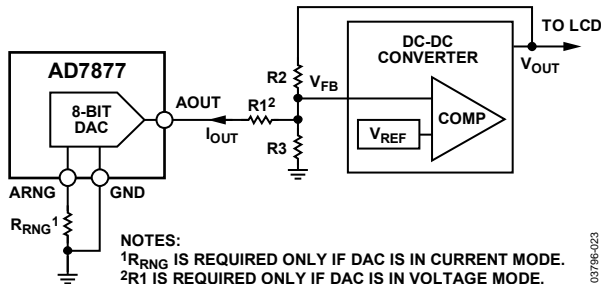 TO LCD
DC-DC
CONVERTER
AD7877
R2
V_FB
V_OUT
8-BIT
DAC
AOUT
R1²
COMP
I_OUT
V_REF
R3
ARNG
GND
R_RNG¹
NOTES:
¹R_RNG IS REQUIRED ONLY IF DAC IS IN CURRENT MODE.
²R1 IS REQUIRED ONLY IF DAC IS IN VOLTAGE MODE.
03796-023